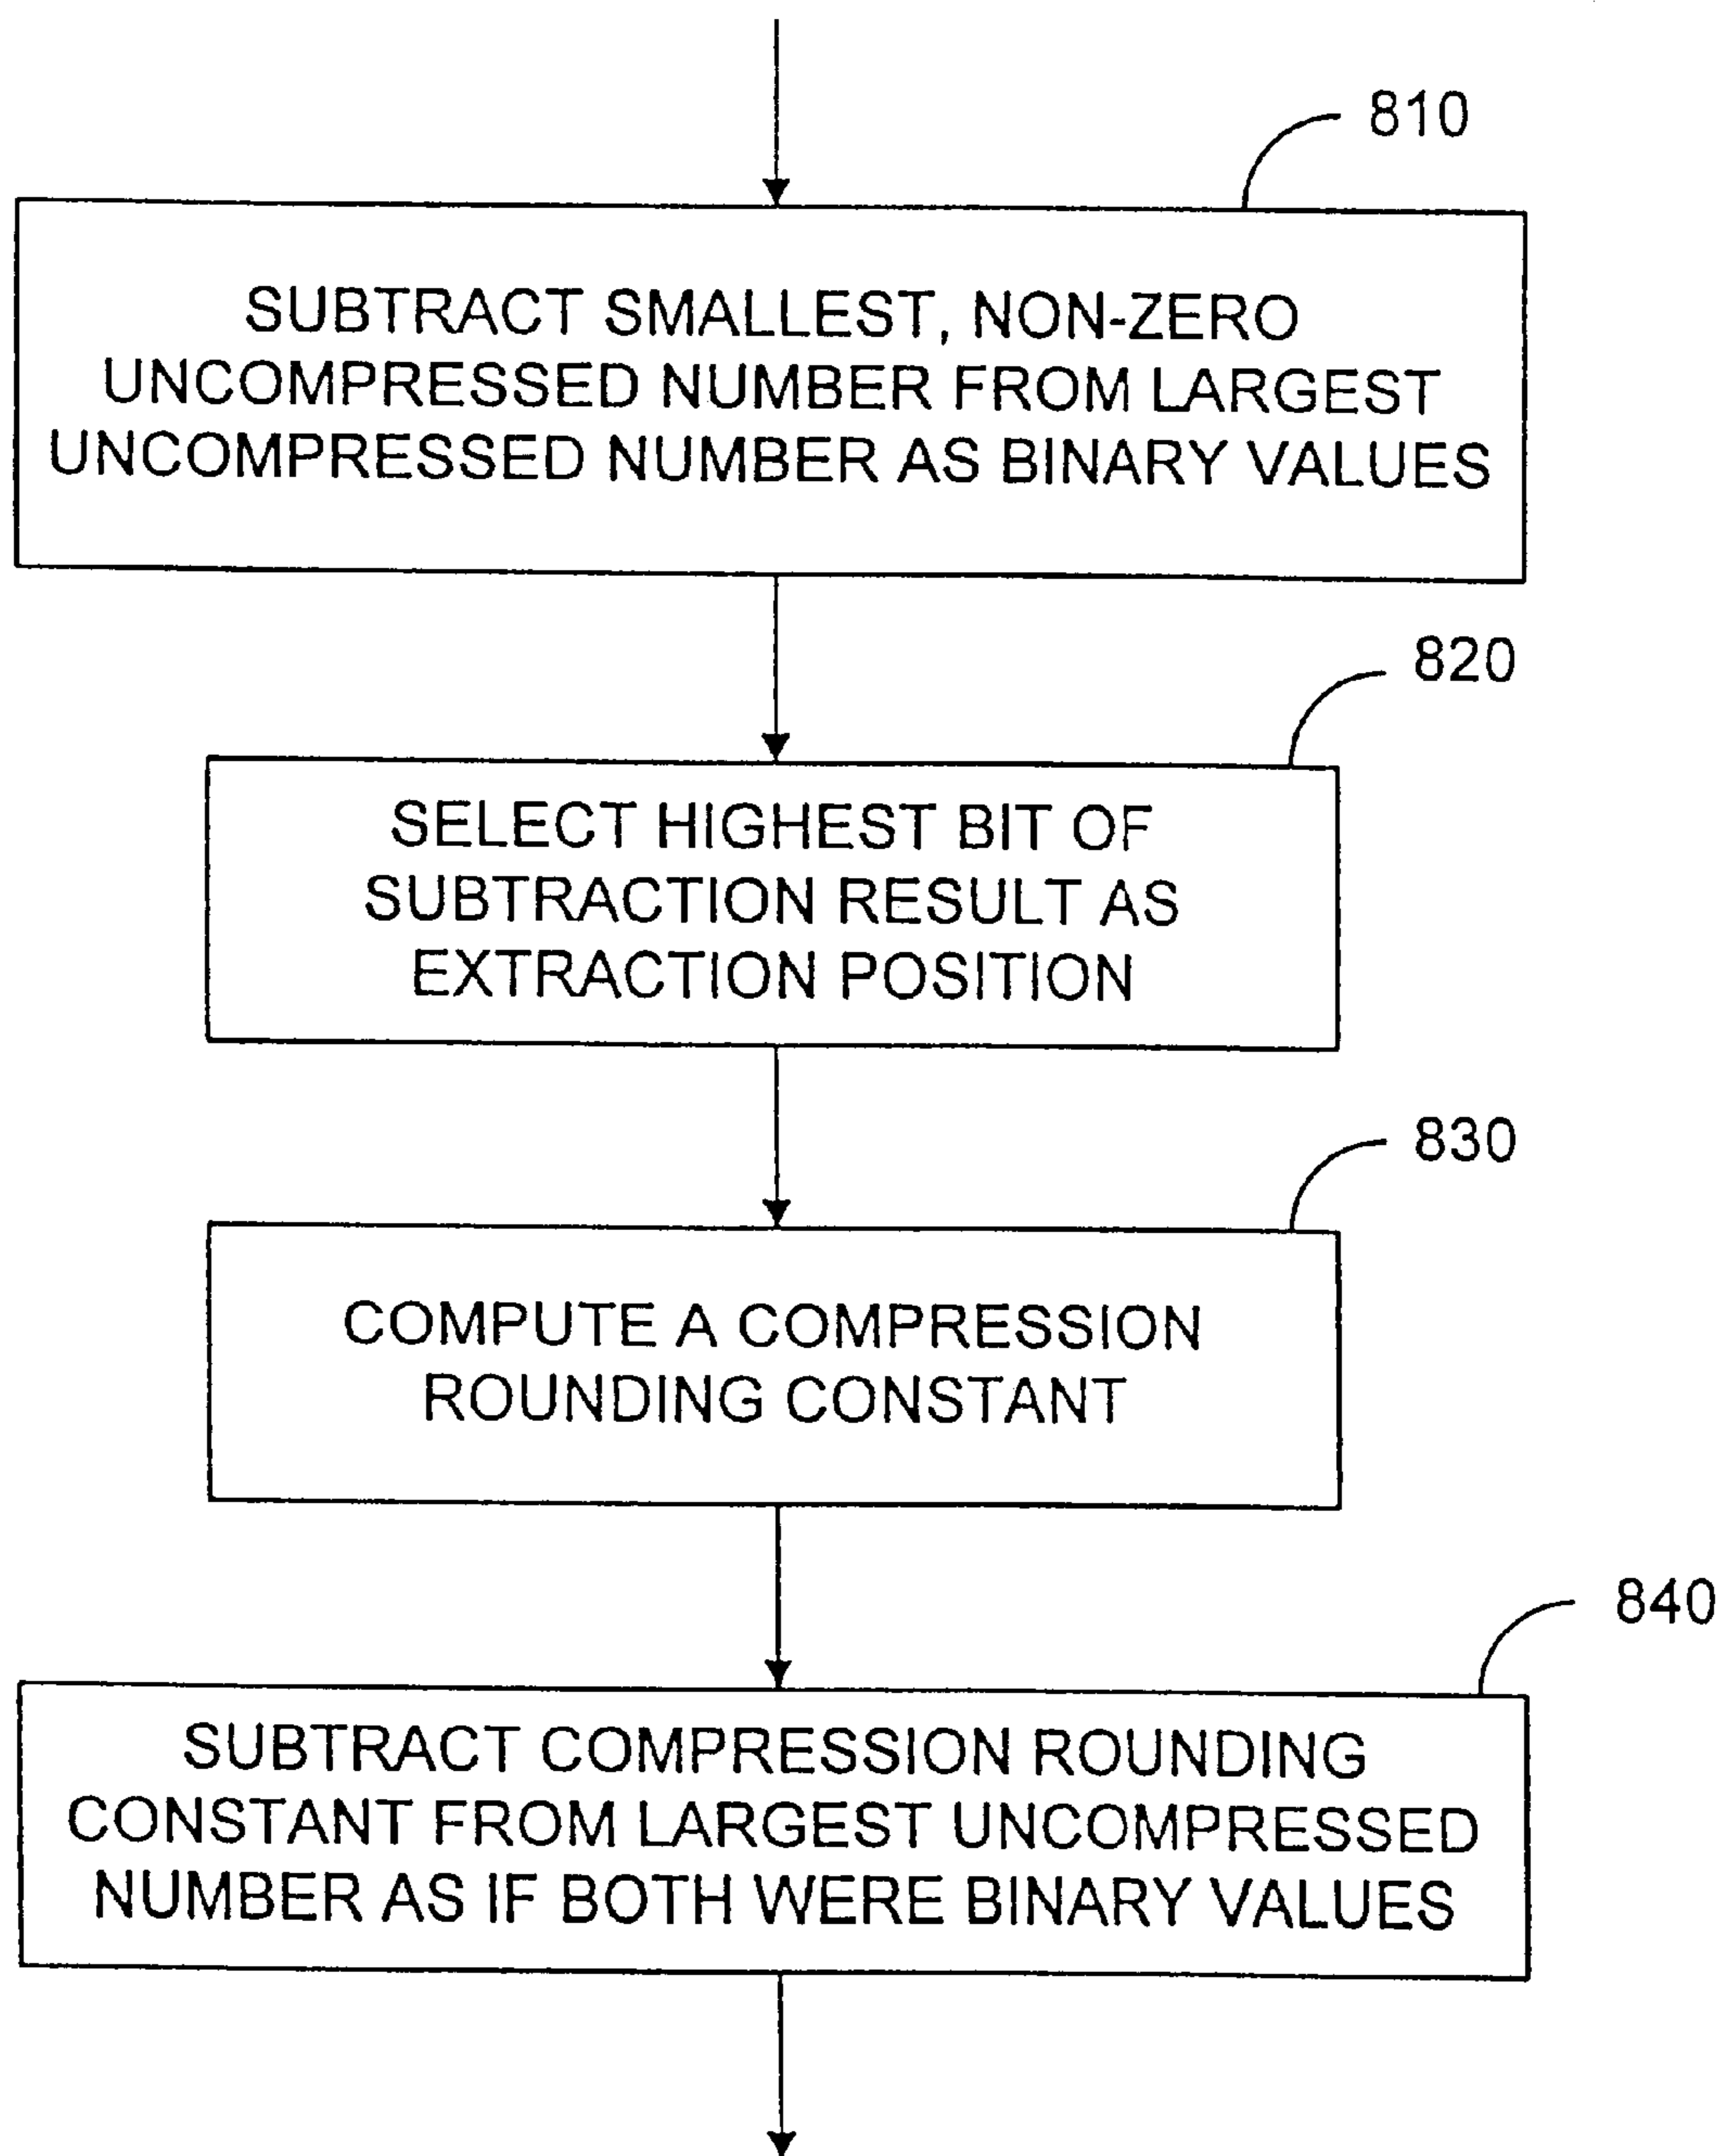 810
SUBTRACT SMALLEST, NON-ZERO
UNCOMPRESSED NUMBER FROM LARGEST
UNCOMPRESSED NUMBER AS BINARY VALUES
820
SELECT HIGHEST BIT OF
SUBTRACTION RESULT AS
EXTRACTION POSITION
830
COMPUTE A COMPRESSION
ROUNDING CONSTANT
840
SUBTRACT COMPRESSION ROUNDING
CONSTANT FROM LARGEST UNCOMPRESSED
NUMBER AS IF BOTH WERE BINARY VALUES